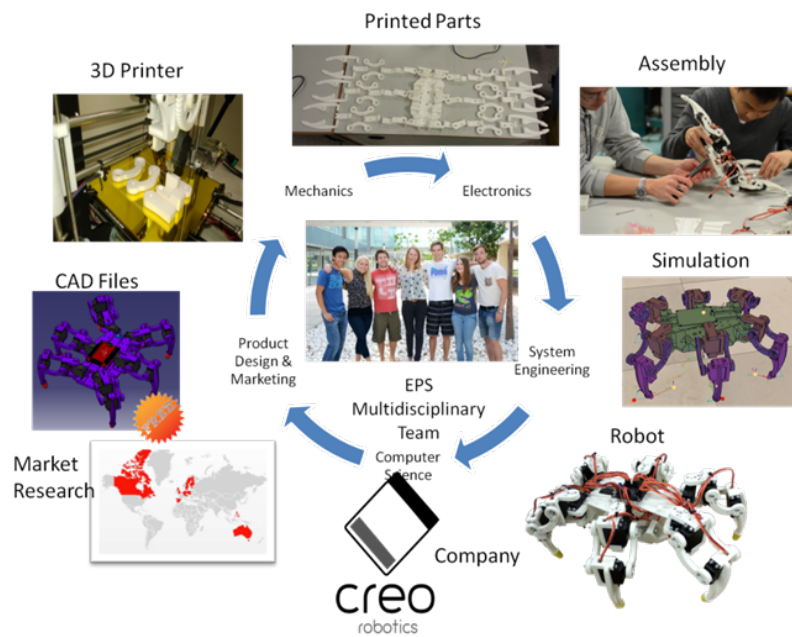 Printed Parts
3D Printer
Assembly
Mechanics
Electronics
CAD Files
Simulation
Product
Design &
Marketing
System
Engineering
EPS
Multidisciplinary
Team
FREE
Computer
Science
Market
Research
Robot
Company
creo
robotics